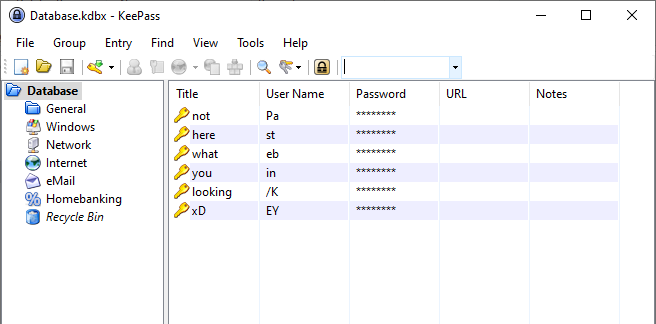 Database.kdbx - KeePass
File Group Entry Find View Tools Help
Database
General
Windows
Network
Internet
eMail
Homebanking
Recycle Bin
Title User Name Password URL Notes
not Pa ********
here st ********
what eb ********
you in ********
looking /K ********
xD EY ********